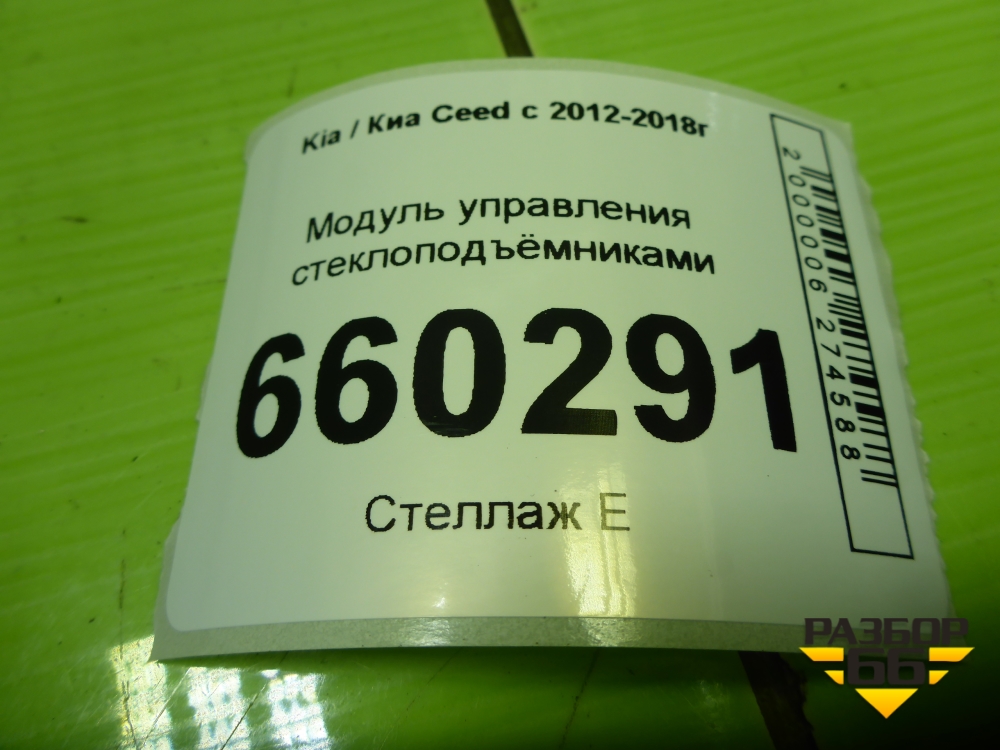 Kia / Киа Ceed с 2012-2018г
Модуль управления
стеклоподъёмниками
660291
Стеллаж Е
2000006274588
РАЗБОР
66